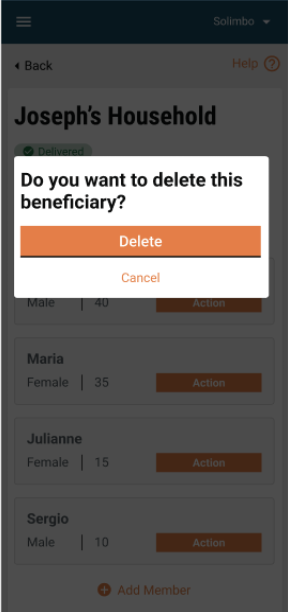 Solimbo
Back
Help
Joseph's Household
Delivered
Do you want to delete this
beneficiary?
Delete
Cancel
Male | 40
Action
Maria
Female | 35
Action
Julianne
Female | 15
Action
Sergio
Male | 10
Action
Add Member